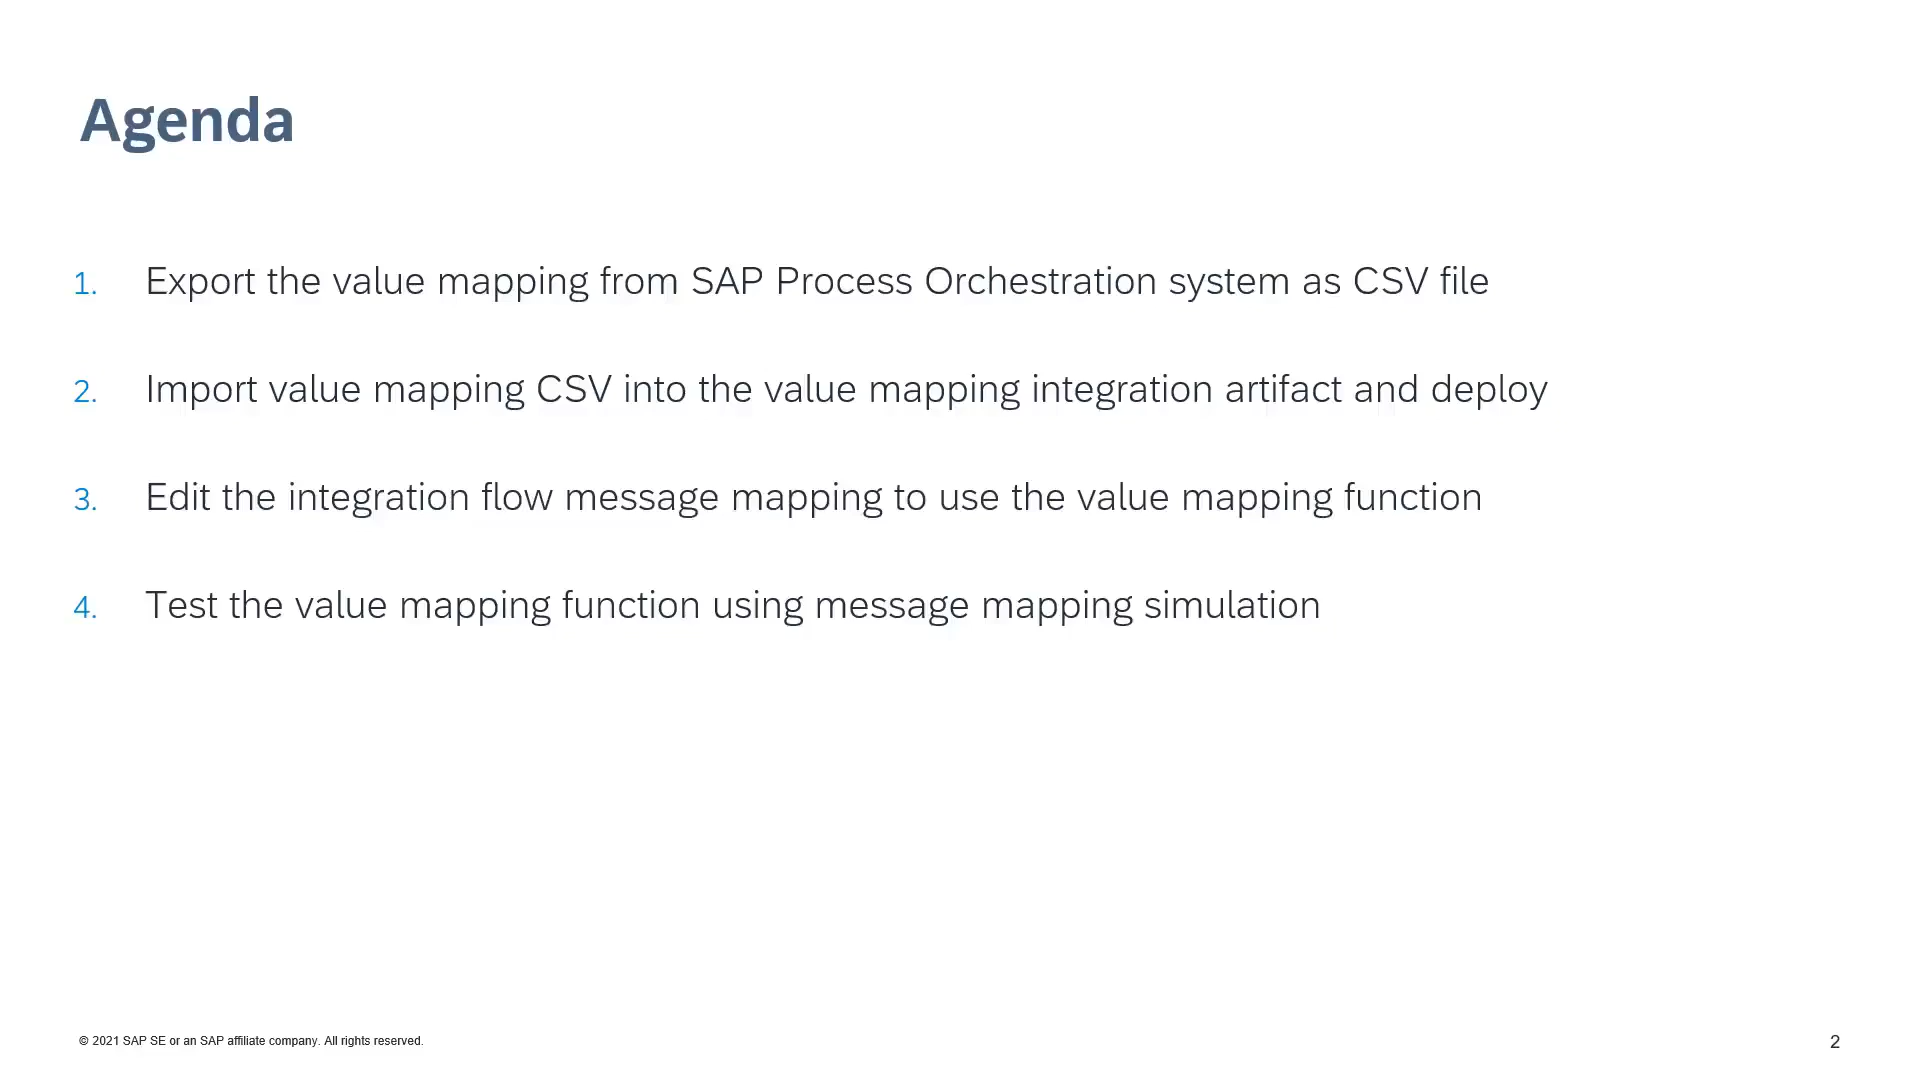 Agenda
1. Export the value mapping from SAP Process Orchestration system as CSV file
2. Import value mapping CSV into the value mapping integration artifact and deploy
3. Edit the integration flow message mapping to use the value mapping function
4. Test the value mapping function using message mapping simulation
© 2021 SAP SE or an SAP affiliate company. All rights reserved.
2